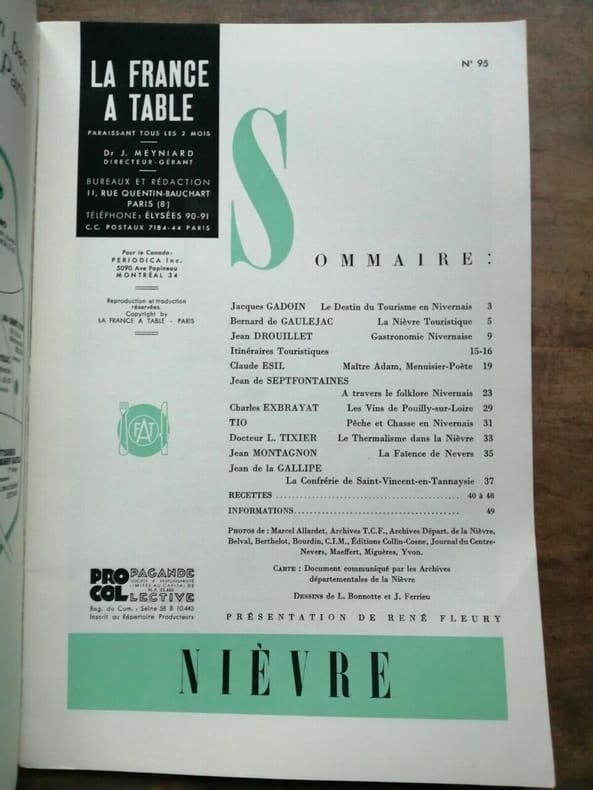 LA FRANCE
A TABLE
PARAISSANT TOUS LES 2 MOIS
Dr J. MEYNIARD
DIRECTEUR-GÉRANT
BUREAUX ET RÉDACTION
11, RUE QUENTIN-BAUCHART
PARIS (8e)
TÉLÉPHONE: ÉLYSÉES 90-91
C.C. POSTAUX 7184-44 PARIS
Pour le Canada:
PERIODICA Inc.
5090 Ave Papineau
MONTRÉAL 34
Reproduction et traduction
réservées.
Copyright by
LA FRANCE A TABLE - PARIS
FAT
N° 95
SOMMAIRE:
Jacques GADOIN Le Destin du Tourisme en Nivernais 3
Bernard de GAULEJAC La Nièvre Touristique 5
Jean DROUILLET Gastronomie Nivernaise 9
Itinéraires Touristiques 15-16
Claude ESIL Maître Adam, Menuisier-Poète 19
Jean de SEPTFONTAINES
A travers le folklore Nivernais 23
Charles EXBRAYAT Les Vins de Pouilly-sur-Loire 29
TIO Pêche et Chasse en Nivernais 31
Docteur L. TIXIER Le Thermalisme dans la Nièvre 33
Jean MONTAGNON La Faïence de Nevers 35
Jean de la GALLIPE
La Confrérie de Saint-Vincent-en-Tannaysie 37
RECETTES ........................................ 40 à 48
INFORMATIONS........................................ 49
PHOTOS de: Marcel Allardet, Archives T.C.F., Archives Départ. de la Nièvre,
Belval, Berthelot, Bourdin, C.I.M., Éditions Collin-Cosne, Journal du Centre-
Nevers, Maeffert, Miguères, Yvon.
CARTE: Document communiqué par les Archives
départementales de la Nièvre
DESSINS de L. Bonnotte et J. Ferrieu
PRÉSENTATION DE RENÉ FLEURY
PROPAGANDE
COLLECTIVE
Reg. du Com.: Seine 58 B (0.443)
Inscrit au Répertoire Producteurs
NIÈVRE